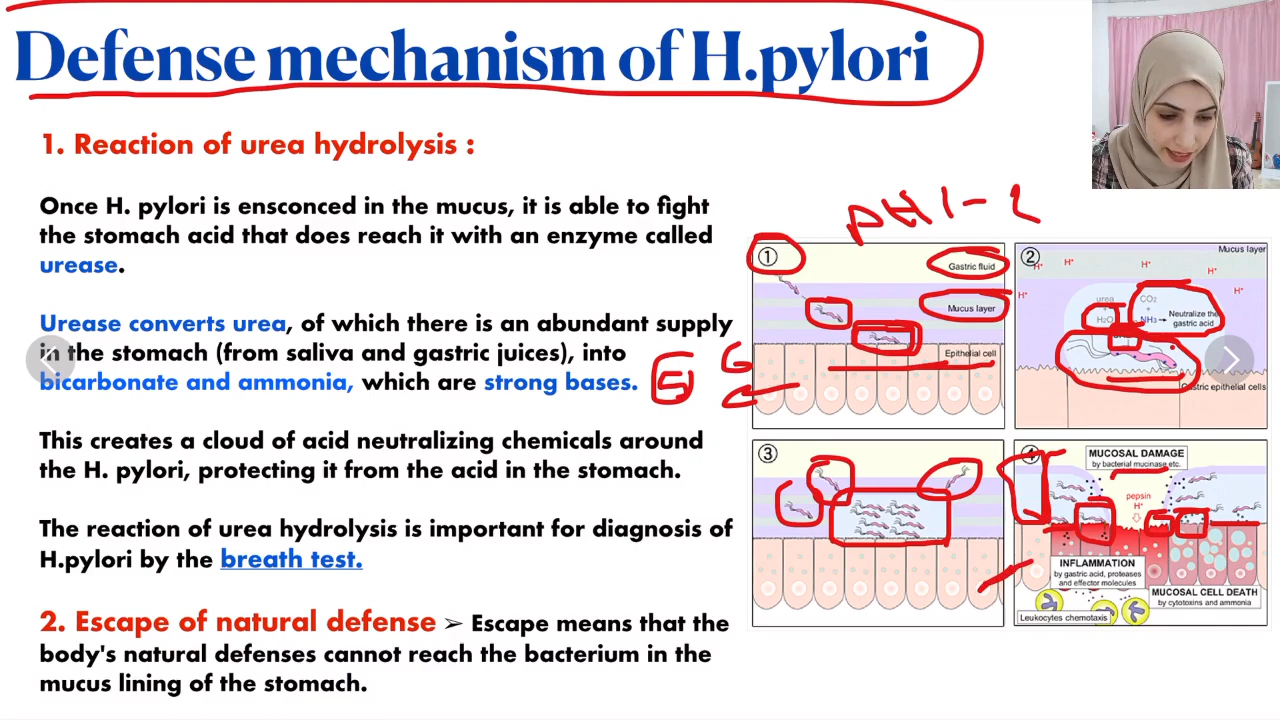 Defense mechanism of H.pylori
1. Reaction of urea hydrolysis :
Once H. pylori is ensconced in the mucus, it is able to fight
the stomach acid that does reach it with an enzyme called
urease.
Urease converts urea, of which there is an abundant supply
in the stomach (from saliva and gastric juices), into
bicarbonate and ammonia, which are strong bases.
This creates a cloud of acid neutralizing chemicals around
the H. pylori, protecting it from the acid in the stomach.
The reaction of urea hydrolysis is important for diagnosis of
H.pylori by the breath test.
2. Escape of natural defense ➢ Escape means that the
body's natural defenses cannot reach the bacterium in the
mucus lining of the stomach.
PH 1-2
5 6
①
Gastric fluid
Mucus layer
Epithelial cell
②
Mucus layer
H⁺ H⁺ H⁺ H⁺
H⁺ H⁺
urea CO₂
+
H₂O NH₃ Neutralize the
gastric acid
Gastric epithelial cells
③
④
MUCOSAL DAMAGE
by bacterial mucinase etc.
pepsin
H⁺
INFLAMMATION
by gastric acid, proteases
and effector molecules
MUCOSAL CELL DEATH
by cytotoxins and ammonia
Leukocytes chemotaxis